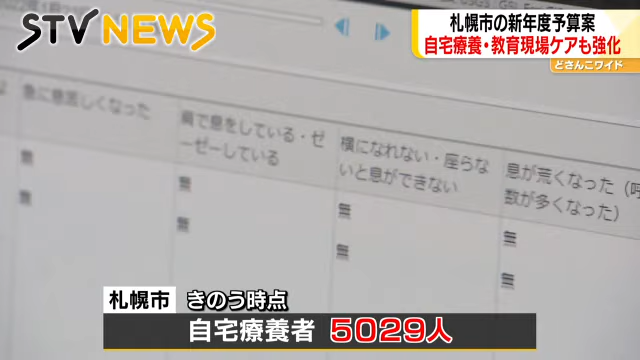 STV NEWS
札幌市の新年度予算案
自宅療養・教育現場ケアも強化
どさんこワイド
急に息苦しくなった
肩で息をしている・ゼ
ーゼーしている
横になれない・座らな
いと息ができない
息が荒くなった（呼
数が多くなった）
無
無
無
無
無
無
無
無
札幌市 きのう時点
自宅療養者 5029人